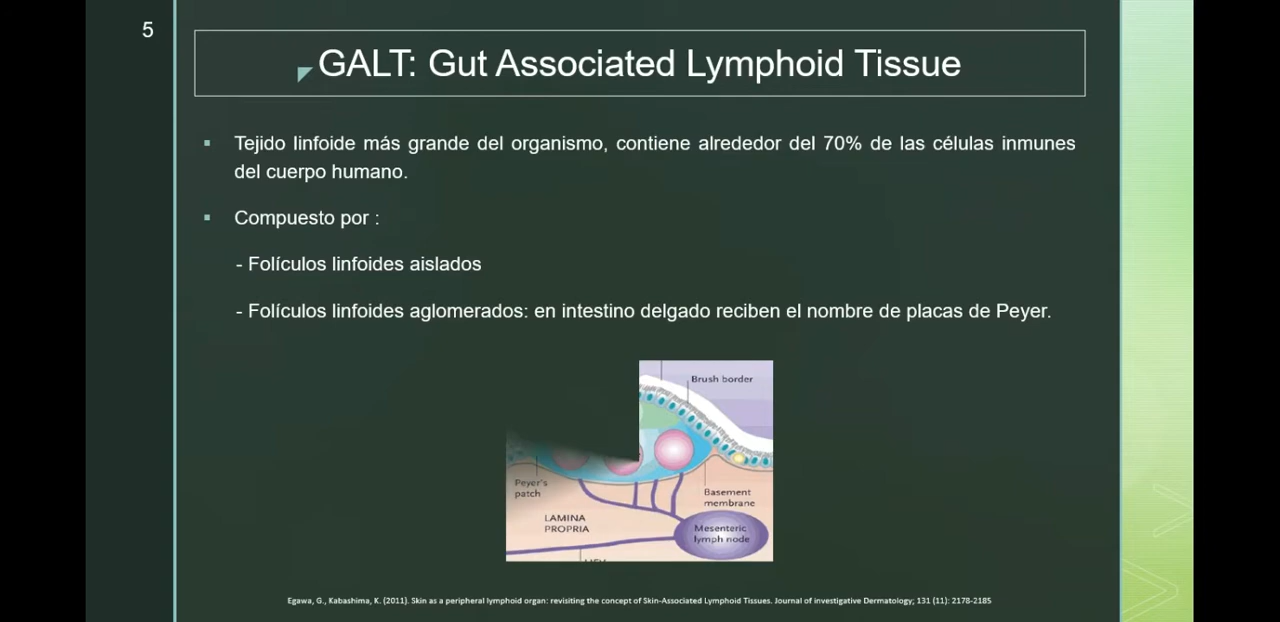 5
GALT: Gut Associated Lymphoid Tissue
Tejido linfoide más grande del organismo, contiene alrededor del 70% de las células inmunes
del cuerpo humano.
Compuesto por :
- Folículos linfoides aislados
- Folículos linfoides aglomerados: en intestino delgado reciben el nombre de placas de Peyer.
Brush border
Peyer's
patch
Basement
membrane
LAMINA
PROPRIA
Mesenteric
lymph node
Egawa, G., Kabashima, K. (2011). Skin as a peripheral lymphoid organ: revisiting the concept of Skin-Associated Lymphoid Tissues. Journal of investigative Dermatology; 131 (11): 2178-2185